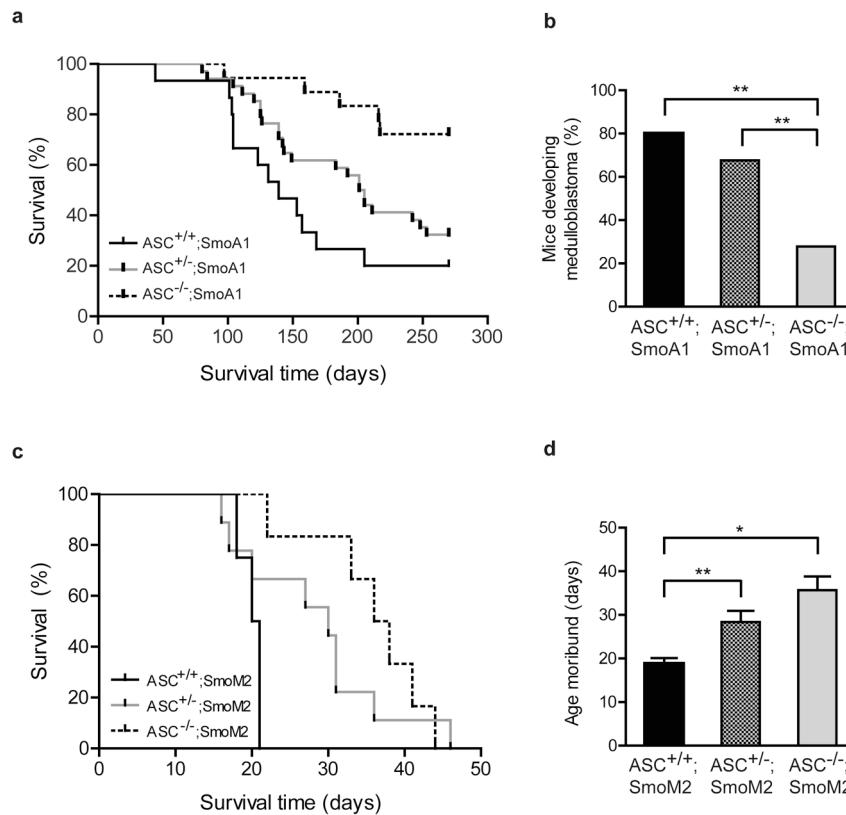 a
Survival (%)
100
80
60
40
20
0
ASC+/+;SmoA1
ASC+/-;SmoA1
ASC-/-;SmoA1
0 50 100 150 200 250 300
Survival time (days)
b
Mice developing
medulloblastoma (%)
100
80
60
40
20
0
**
**
ASC+/+; ASC+/-; ASC-/-;
SmoA1 SmoA1 SmoA1
c
Survival (%)
100
80
60
40
20
0
ASC+/+;SmoM2
ASC+/-;SmoM2
ASC-/-;SmoM2
0 10 20 30 40 50
Survival time (days)
d
Age moribund (days)
50
40
30
20
10
0
*
**
ASC+/+; ASC+/-; ASC-/-;
SmoM2 SmoM2 SmoM2